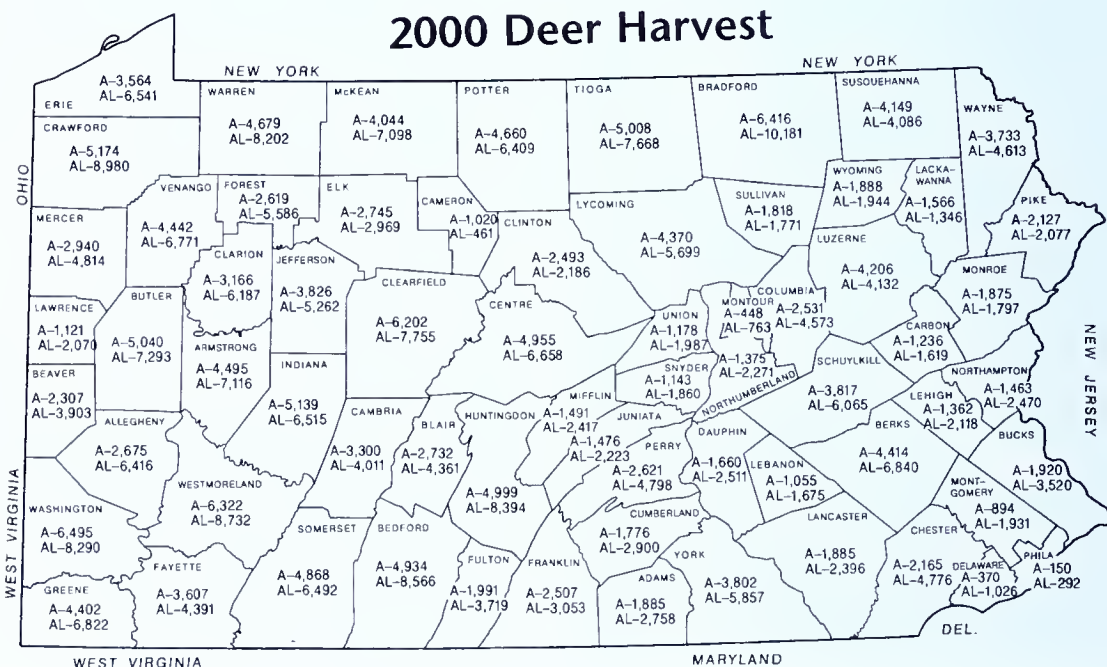 2000 Deer Harvest
NEW YORK
NEW YORK
OHIO
WEST VIRGINIA
WEST VIRGINIA
MARYLAND
DEL.
NEW JERSEY
ERIE
A–3,564
AL–6,541
CRAWFORD
A–5,174
AL–8,980
WARREN
A–4,679
AL–8,202
McKEAN
A–4,044
AL–7,098
POTTER
A–4,660
AL–6,409
TIOGA
A–5,008
AL–7,668
BRADFORD
A–6,416
AL–10,181
SUSQUEHANNA
A–4,149
AL–4,086
WAYNE
A–3,733
AL–4,613
MERCER
A–2,940
AL–4,814
VENANGO
A–4,442
AL–6,771
FOREST
A–2,619
AL–5,586
ELK
A–2,745
AL–2,969
CAMERON
A–1,020
AL–461
CLINTON
A–2,493
AL–2,186
LYCOMING
A–4,370
AL–5,699
SULLIVAN
A–1,818
AL–1,771
WYOMING
A–1,888
AL–1,944
LACKA-
WANNA
A–1,566
AL–1,346
PIKE
A–2,127
AL–2,077
LAWRENCE
A–1,121
AL–2,070
BUTLER
A–5,040
AL–7,293
CLARION
A–3,166
AL–6,187
JEFFERSON
A–3,826
AL–5,262
CLEARFIELD
A–6,202
AL–7,755
CENTRE
A–4,955
AL–6,658
UNION
A–1,178
AL–1,987
MONTOUR
A–448
AL–763
COLUMBIA
A–2,531
AL–4,573
LUZERNE
A–4,206
AL–4,132
MONROE
A–1,875
AL–1,797
CARBON
A–1,236
AL–1,619
BEAVER
A–2,307
AL–3,903
ARMSTRONG
A–4,495
AL–7,116
INDIANA
A–5,139
AL–6,515
SNYDER
A–1,143
AL–1,860
NORTHUMBERLAND
A–1,375
AL–2,271
SCHUYLKILL
A–3,817
AL–6,065
NORTHAMPTON
A–1,463
AL–2,470
LEHIGH
A–1,362
AL–2,118
ALLEGHENY
A–2,675
AL–6,416
WESTMORELAND
A–6,322
AL–8,732
CAMBRIA
A–3,300
AL–4,011
BLAIR
A–2,732
AL–4,361
HUNTINGDON
A–4,999
AL–8,394
MIFFLIN
A–1,491
AL–2,417
JUNIATA
A–1,476
AL–2,223
PERRY
A–2,621
AL–4,798
DAUPHIN
A–1,660
AL–2,511
LEBANON
A–1,055
AL–1,675
BERKS
A–4,414
AL–6,840
BUCKS
A–1,920
AL–3,520
MONT-
GOMERY
A–894
AL–1,931
WASHINGTON
A–6,495
AL–8,290
GREENE
A–4,402
AL–6,822
FAYETTE
A–3,607
AL–4,391
SOMERSET
A–4,868
AL–6,492
BEDFORD
A–4,934
AL–8,566
FULTON
A–1,991
AL–3,719
FRANKLIN
A–2,507
AL–3,053
CUMBERLAND
A–1,776
AL–2,900
ADAMS
A–1,885
AL–2,758
YORK
A–3,802
AL–5,857
LANCASTER
A–1,885
AL–2,396
CHESTER
A–2,165
AL–4,776
DELAWARE
A–370
AL–1,026
PHILA
A–150
AL–292